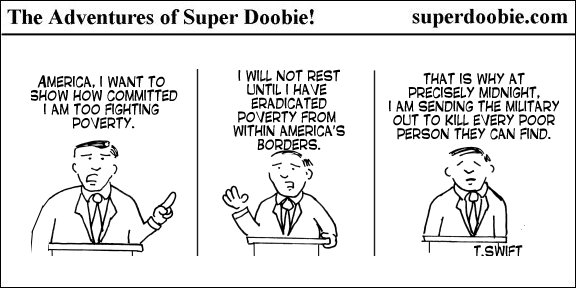 The Adventures of Super Doobie!
superdoobie.com
AMERICA, I WANT TO
SHOW HOW COMMITTED
I AM TOO FIGHTING
POVERTY.
I WILL NOT REST
UNTIL I HAVE
ERADICATED
POVERTY FROM
WITHIN AMERICA'S
BORDERS.
THAT IS WHY AT
PRECISELY MIDNIGHT,
I AM SENDING THE MILITARY
OUT TO KILL EVERY POOR
PERSON THEY CAN FIND.
T.SWIFT